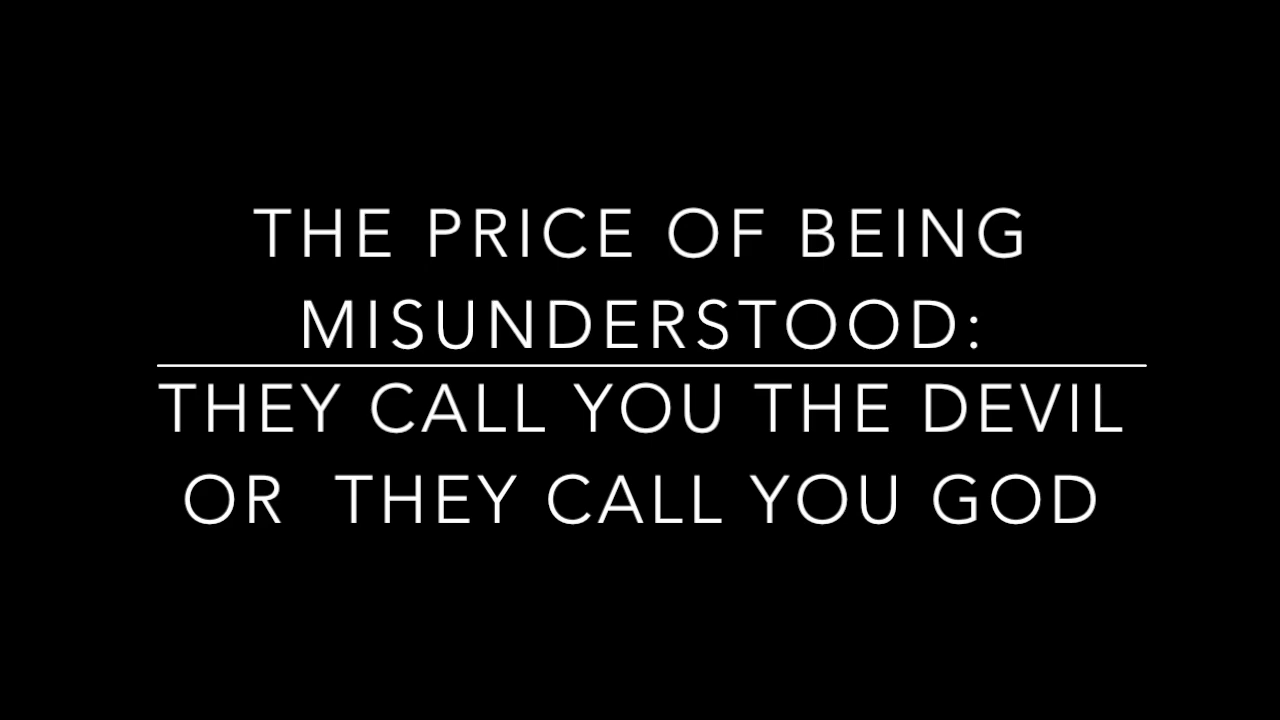 THE PRICE OF BEING
MISUNDERSTOOD:
THEY CALL YOU THE DEVIL
OR THEY CALL YOU GOD